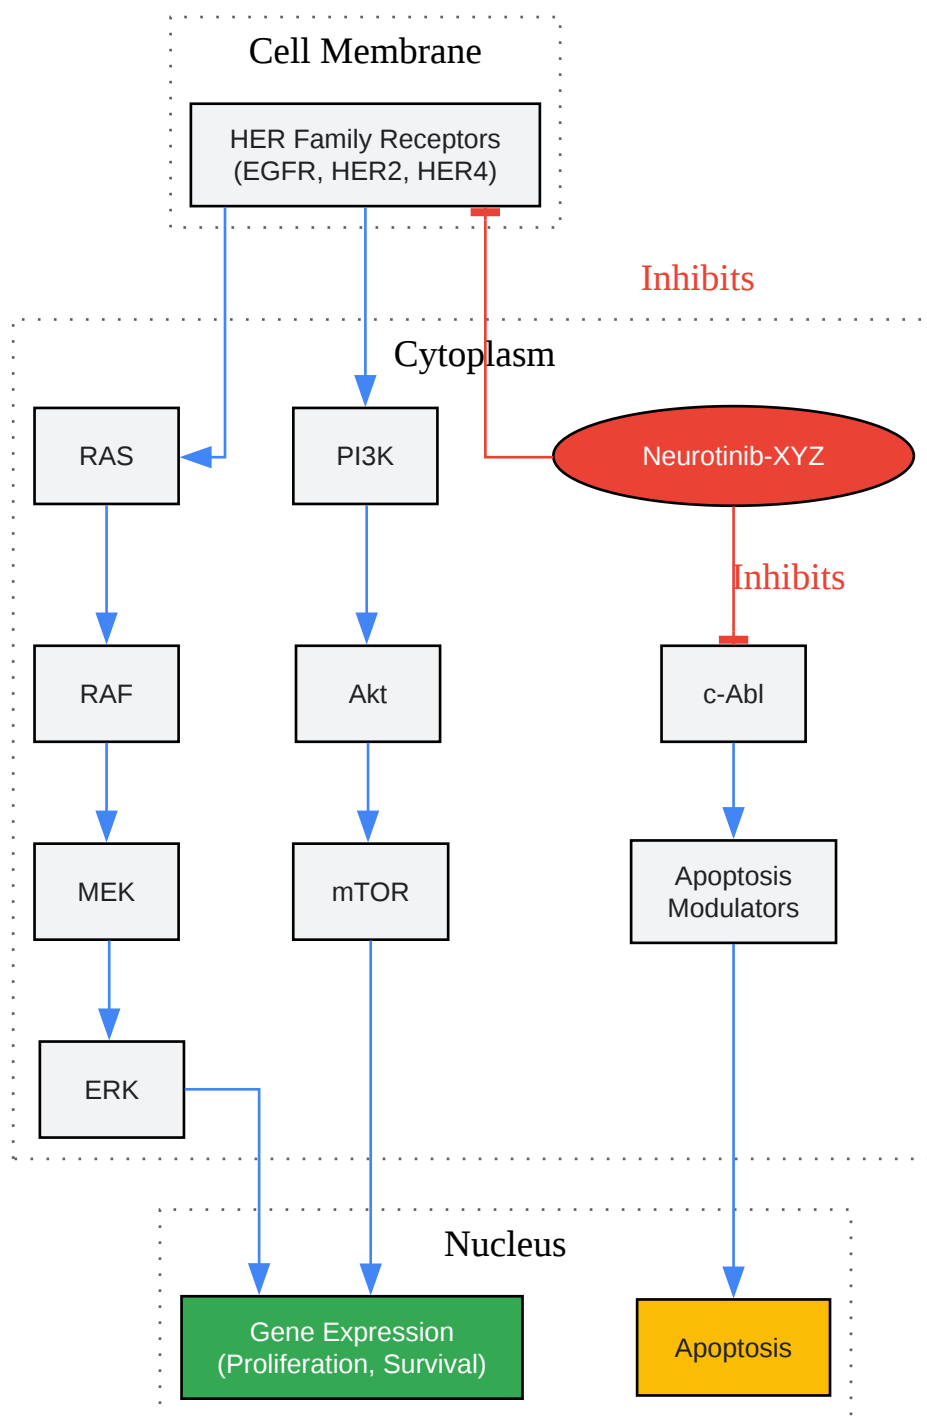 Cell Membrane
HER Family Receptors
(EGFR, HER2, HER4)
Inhibits
Cytoplasm
RAS
PI3K
Neurotinib-XYZ
Inhibits
RAF
Akt
c-Abl
MEK
mTOR
Apoptosis
Modulators
ERK
Nucleus
Gene Expression
(Proliferation, Survival)
Apoptosis